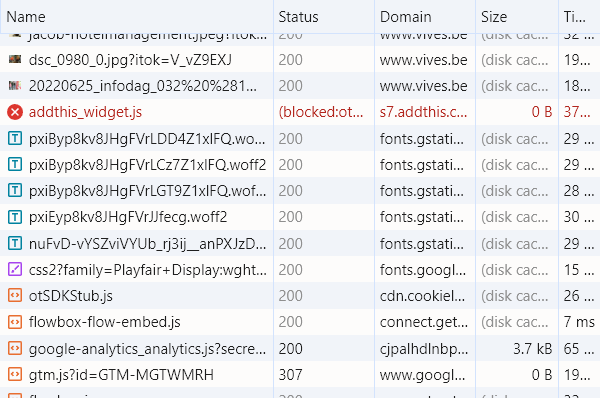 Name Status Domain Size Ti...
jacob-hotelmanagement.jpeg?itok... 200 www.vives.be (disk cac... 32 ...
dsc_0980_0.jpg?itok=V_vZ9EXJ 200 www.vives.be (disk cac... 19...
20220625_infodag_032%20%281... 200 www.vives.be (disk cac... 18...
addthis_widget.js (blocked:ot... s7.addthis.c... 0 B 37...
pxiByp8kv8JHgFVrLDD4Z1xlFQ.wo... 200 fonts.gstati... (disk cac... 29 ...
pxiByp8kv8JHgFVrLCz7Z1xlFQ.woff2 200 fonts.gstati... (disk cac... 29 ...
pxiByp8kv8JHgFVrLGT9Z1xlFQ.wof... 200 fonts.gstati... (disk cac... 28 ...
pxiEyp8kv8JHgFVrJJfecg.woff2 200 fonts.gstati... (disk cac... 30 ...
nuFvD-vYSZviVYUb_rj3ij__anPXJzD... 200 fonts.gstati... (disk cac... 29 ...
css2?family=Playfair+Display:wght... 200 fonts.googl... (disk cac... 15 ...
otSDKStub.js 200 cdn.cookiel... (disk cac... 26 ...
flowbox-flow-embed.js 200 connect.get... (disk cac... 7 ms
google-analytics_analytics.js?secre... 200 cjpalhdlnbp... 3.7 kB 65 ...
gtm.js?id=GTM-MGTWMRH 307 www.googl... 0 B 19...